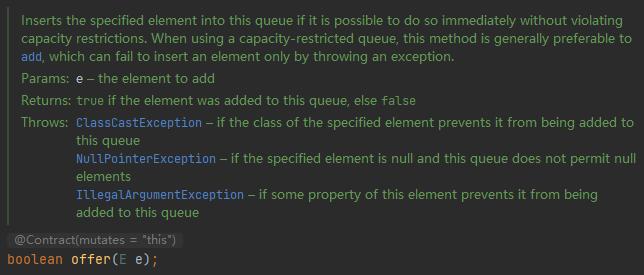 Inserts the specified element into this queue if it is possible to do so immediately without violating
capacity restrictions. When using a capacity-restricted queue, this method is generally preferable to
add, which can fail to insert an element only by throwing an exception.
Params: e – the element to add
Returns: true if the element was added to this queue, else false
Throws: ClassCastException – if the class of the specified element prevents it from being added to
this queue
NullPointerException – if the specified element is null and this queue does not permit null
elements
IllegalArgumentException – if some property of this element prevents it from being
added to this queue
@Contract(mutates = "this")
boolean offer(E e);